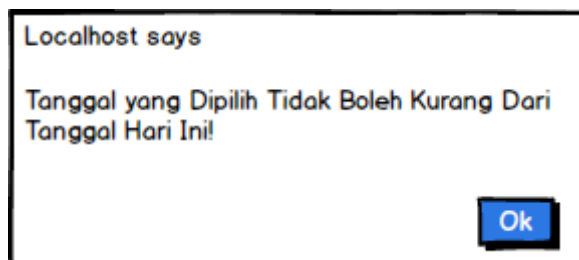 Localhost says
Tanggal yang Dipilih Tidak Boleh Kurang Dari
Tanggal Hari Ini!
Ok